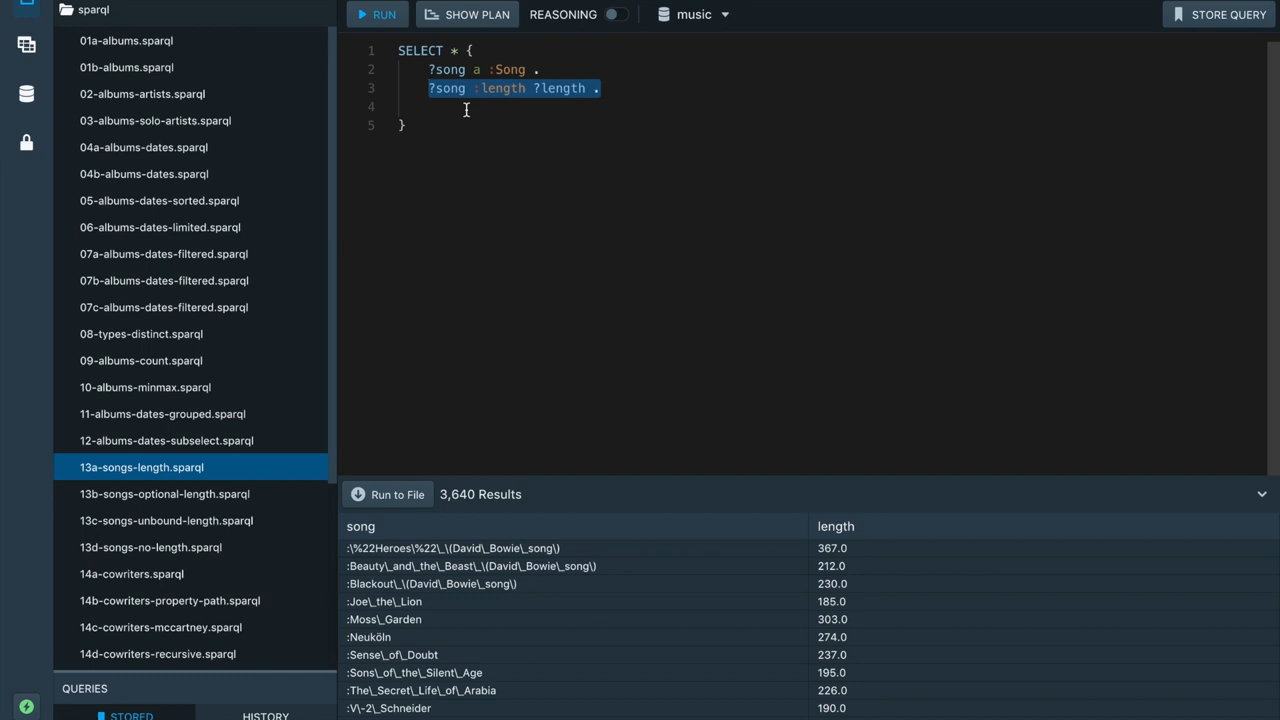 sparql
RUN
SHOW PLAN
REASONING
music
STORE QUERY
01a-albums.sparql
01b-albums.sparql
02-albums-artists.sparql
03-albums-solo-artists.sparql
04a-albums-dates.sparql
04b-albums-dates.sparql
05-albums-dates-sorted.sparql
06-albums-dates-limited.sparql
07a-albums-dates-filtered.sparql
07b-albums-dates-filtered.sparql
07c-albums-dates-filtered.sparql
08-types-distinct.sparql
09-albums-count.sparql
10-albums-minmax.sparql
11-albums-dates-grouped.sparql
12-albums-dates-subselect.sparql
13a-songs-length.sparql
13b-songs-optional-length.sparql
13c-songs-unbound-length.sparql
13d-songs-no-length.sparql
14a-cowriters.sparql
14b-cowriters-property-path.sparql
14c-cowriters-mccartney.sparql
14d-cowriters-recursive.sparql
QUERIES
STORED HISTORY
1 SELECT * {
2 ?song a :Song .
3 ?song :length ?length .
4
5 }
Run to File 3,640 Results
song length
:\%22Heroes\%22\_\(David\_Bowie\_song\) 367.0
:Beauty\_and\_the\_Beast\_\(David\_Bowie\_song\) 212.0
:Blackout\_\(David\_Bowie\_song\) 230.0
:Joe\_the\_Lion 185.0
:Moss\_Garden 303.0
:Neuköln 274.0
:Sense\_of\_Doubt 237.0
:Sons\_of\_the\_Silent\_Age 195.0
:The\_Secret\_Life\_of\_Arabia 226.0
:V\-2\_Schneider 190.0